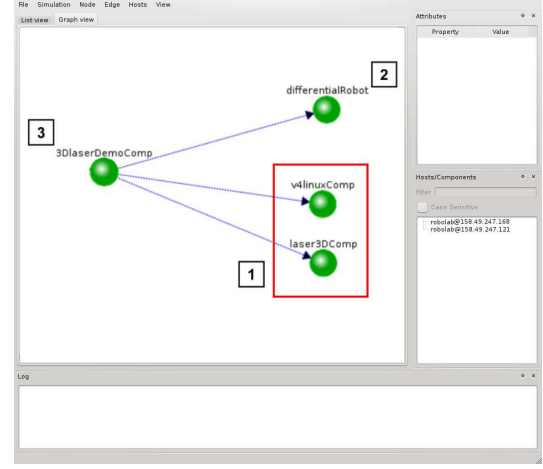 File Simulation Node Edge Hosts View
List view Graph view
Attributes
Property Value
2
differentialRobot
3
3DlaserDemoComp
v4linuxComp
laser3DComp
1
Hosts/Components
filter
Case Sensitive
robolab@158.49.247.168
robolab@158.49.247.121
Log